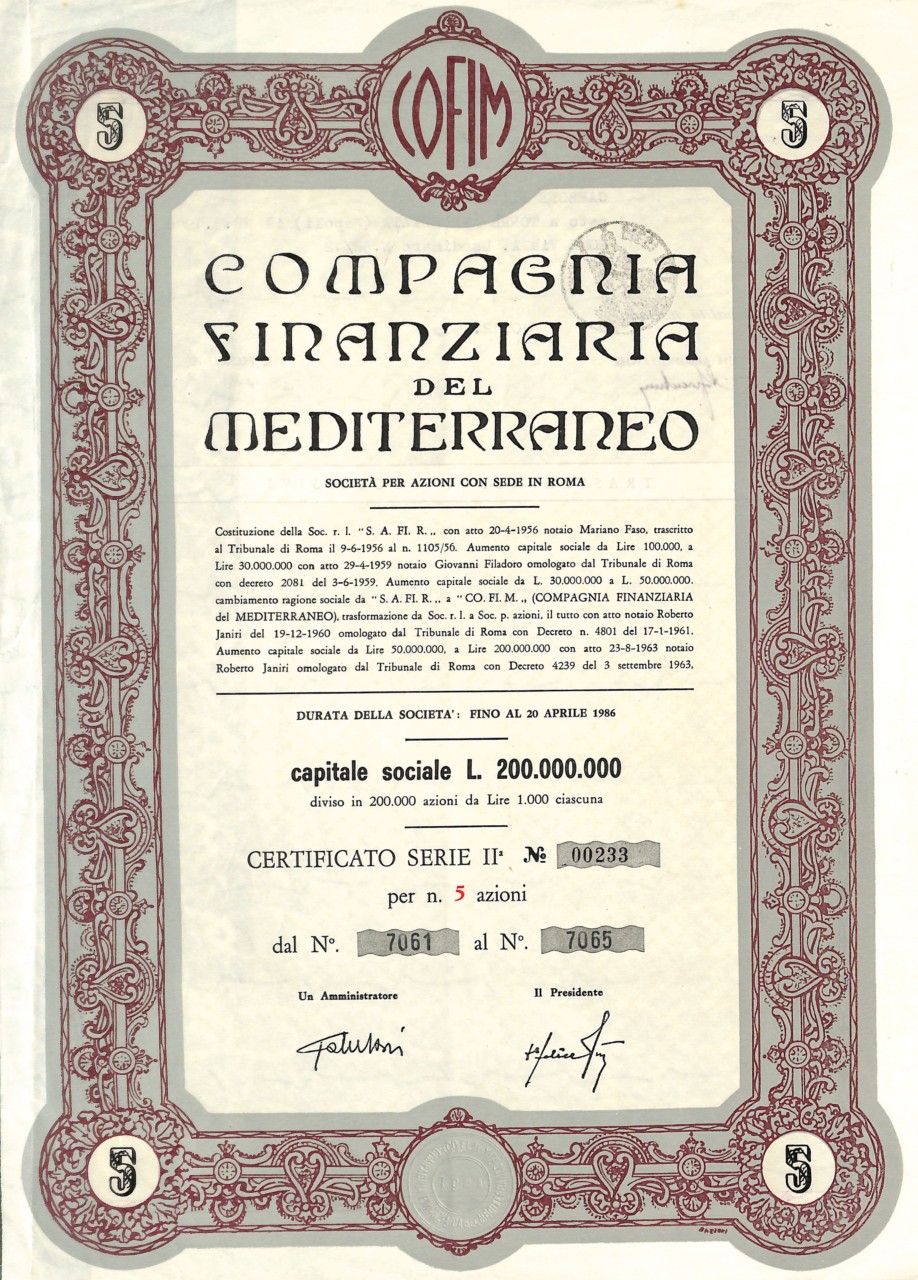 COFIM
5 5
COMPAGNIA
FINANZIARIA
DEL
MEDITERRANEO
SOCIETÀ PER AZIONI CON SEDE IN ROMA
Costituzione della Soc. r. l. “S. A. FI. R.„ con atto 20-4-1956 notaio Mariano Faso, trascritto
al Tribunale di Roma il 9-6-1956 al n. 1105/56. Aumento capitale sociale da Lire 100.000, a
Lire 30.000.000 con atto 29-4-1959 notaio Giovanni Filadoro omologato dal Tribunale di Roma
con decreto 2081 del 3-6-1959. Aumento capitale sociale da L. 30.000.000 a L. 50.000.000.
cambiamento ragione sociale da “S. A. FI. R.„ a “CO. FI. M.„ (COMPAGNIA FINANZIARIA
del MEDITERRANEO), trasformazione da Soc. r. l. a Soc. p. azioni, il tutto con atto notaio Roberto
Janiri del 19-12-1960 omologato dal Tribunale di Roma con Decreto n. 4801 del 17-1-1961.
Aumento capitale sociale da Lire 50.000.000, a Lire 200.000.000 con atto 23-8-1963 notaio
Roberto Janiri omologato dal Tribunale di Roma con Decreto 4239 del 3 settembre 1963,
DURATA DELLA SOCIETA': FINO AL 20 APRILE 1986
capitale sociale L. 200.000.000
diviso in 200.000 azioni da Lire 1.000 ciascuna
CERTIFICATO SERIE IIª № 00233
per n. 5 azioni
dal Nº. 7061 al Nº. 7065
Un Amministratore Il Presidente
5 5